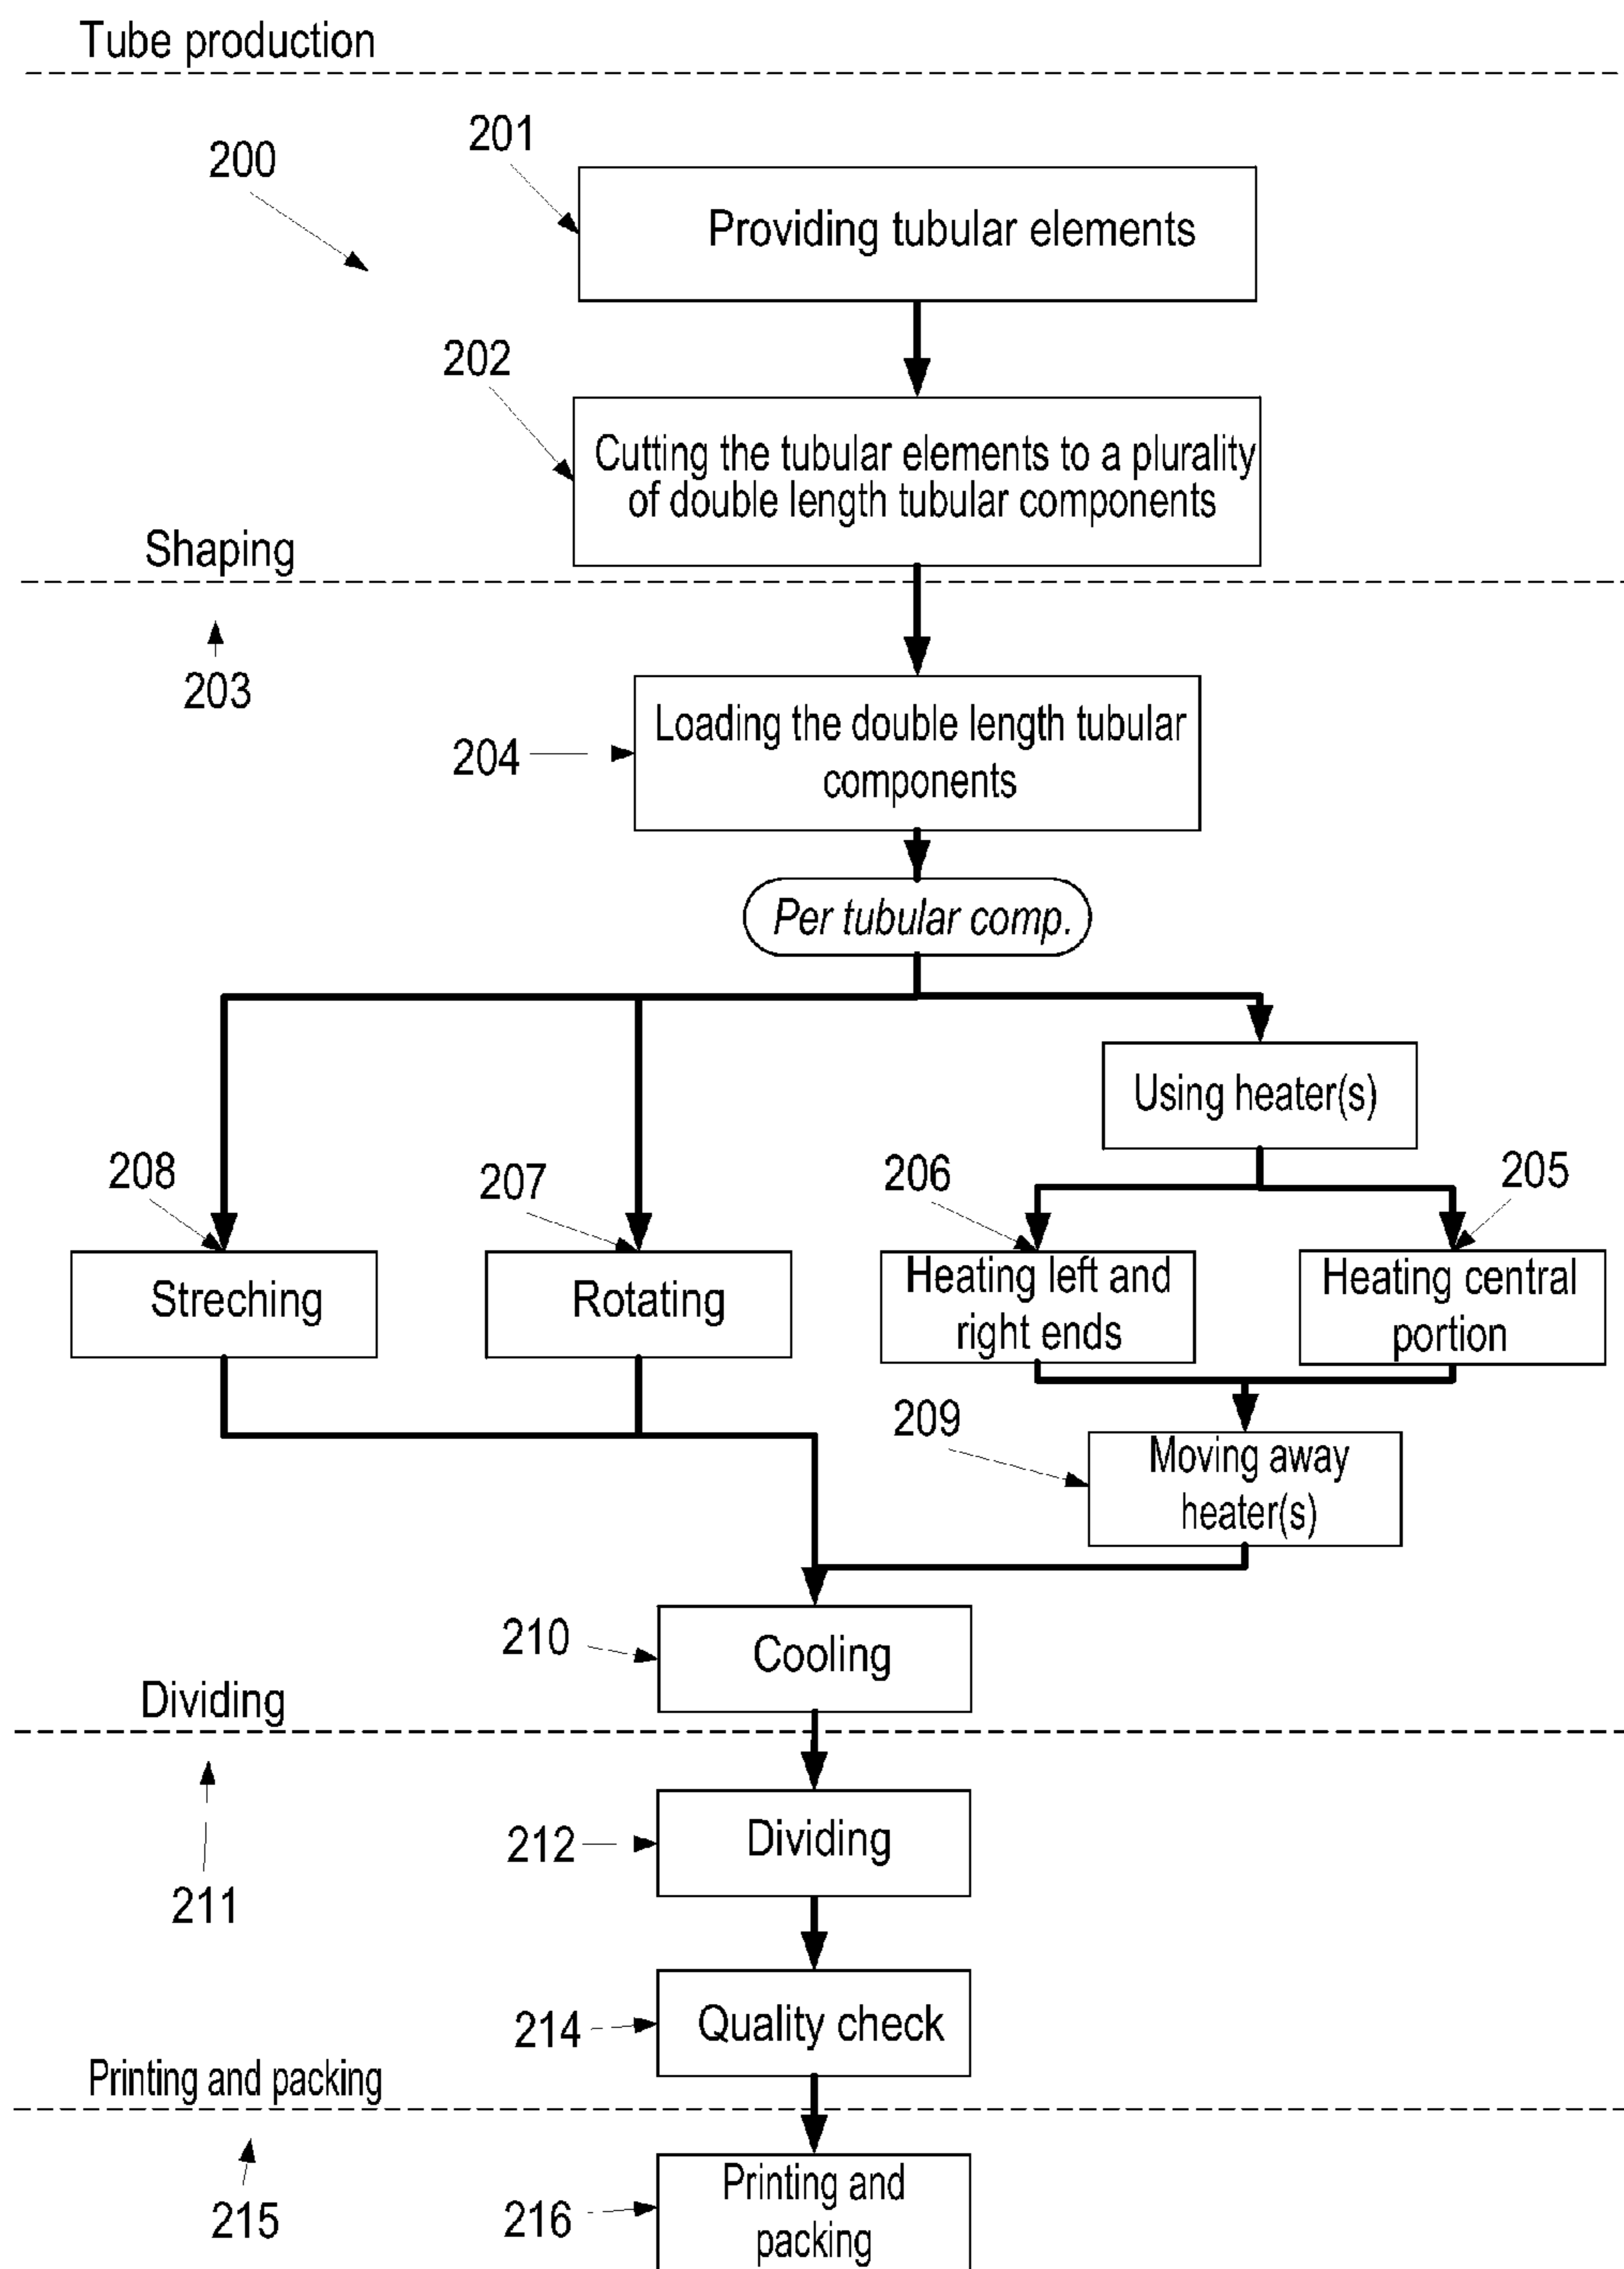 Tube production
201
200
Providing tubular elements
202
Cutting the tubular elements to a plurality
of double length tubular components
Shaping
203
204
Loading the double length tubular
components
Per tubular comp.
Using heater(s)
208
207
206
205
Streching
Rotating
Heating left and
right ends
Heating central
portion
209
Moving away
heater(s)
210
Cooling
Dividing
212
Dividing
211
214
Quality check
Printing and packing
215
216
Printing and
packing